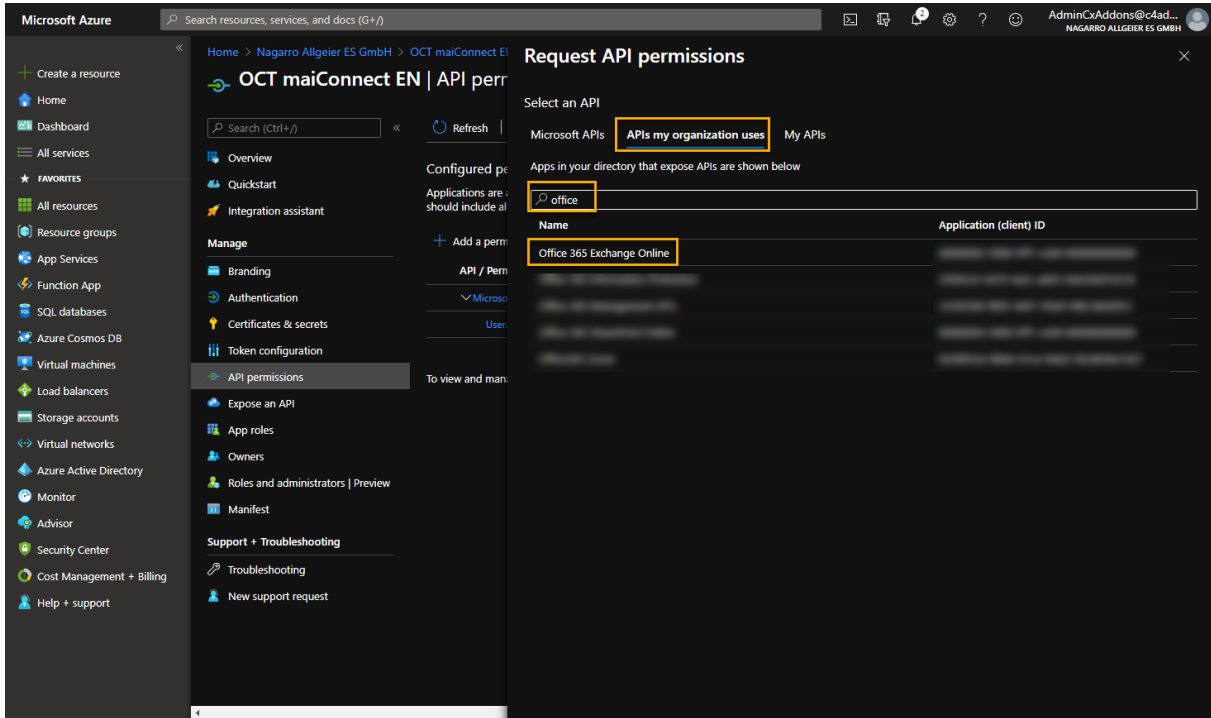 Microsoft Azure
Search resources, services, and docs (G+/)
2
AdminCxAddons@c4ad...
NAGARRO ALLGEIER ES GMBH
Create a resource
Home
Dashboard
All services
FAVORITES
All resources
Resource groups
App Services
Function App
SQL databases
Azure Cosmos DB
Virtual machines
Load balancers
Storage accounts
Virtual networks
Azure Active Directory
Monitor
Advisor
Security Center
Cost Management + Billing
Help + support
Home > Nagarro Allgeier ES GmbH > OCT maiConnect E
OCT maiConnect EN | API perr
Search (Ctrl+/)
Overview
Quickstart
Integration assistant
Manage
Branding
Authentication
Certificates & secrets
Token configuration
API permissions
Expose an API
App roles
Owners
Roles and administrators | Preview
Manifest
Support + Troubleshooting
Troubleshooting
New support request
Refresh
Configured pe
Applications are a
should include al
Add a perm
API / Perm
Microso
User.
To view and mana
Request API permissions
Select an API
Microsoft APIs
APIs my organization uses
My APIs
Apps in your directory that expose APIs are shown below
office
Name
Application (client) ID
Office 365 Exchange Online